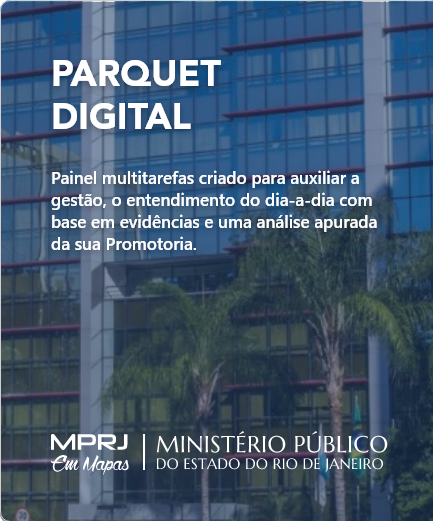 PARQUET
DIGITAL
Painel multitarefas criado para auxiliar a
gestão, o entendimento do dia-a-dia com
base em evidências e uma análise apurada
da sua Promotoria.
MPRJ
Em Mapas
MINISTÉRIO PÚBLICO
DO ESTADO DO RIO DE JANEIRO